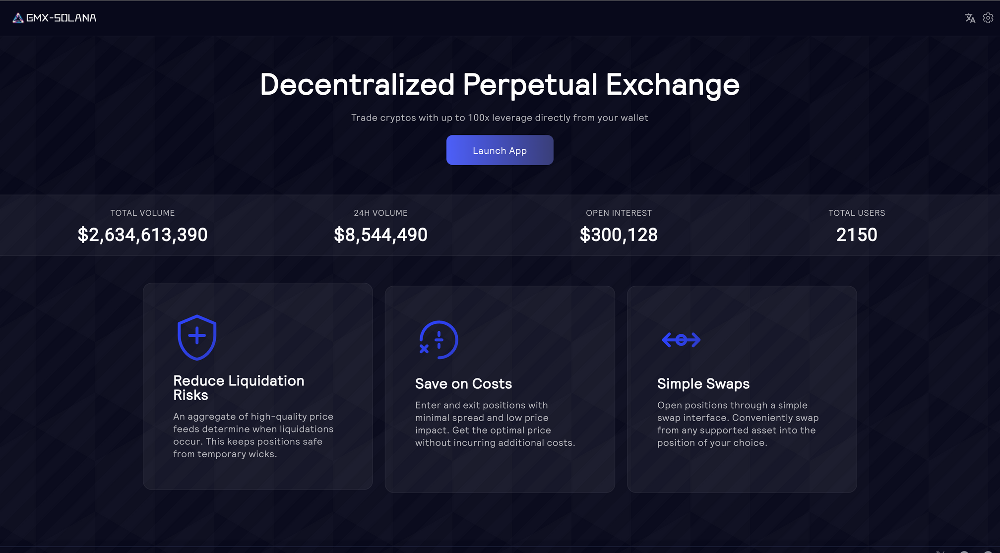 GMX-SOLANA
Decentralized Perpetual Exchange
Trade cryptos with up to 100x leverage directly from your wallet
Launch App
TOTAL VOLUME
$2,634,613,390
24H VOLUME
$8,544,490
OPEN INTEREST
$300,128
TOTAL USERS
2150
Reduce Liquidation
Risks
An aggregate of high-quality price
feeds determine when liquidations
occur. This keeps positions safe
from temporary wicks.
Save on Costs
Enter and exit positions with
minimal spread and low price
impact. Get the optimal price
without incurring additional costs.
Simple Swaps
Open positions through a simple
swap interface. Conveniently swap
from any supported asset into the
position of your choice.